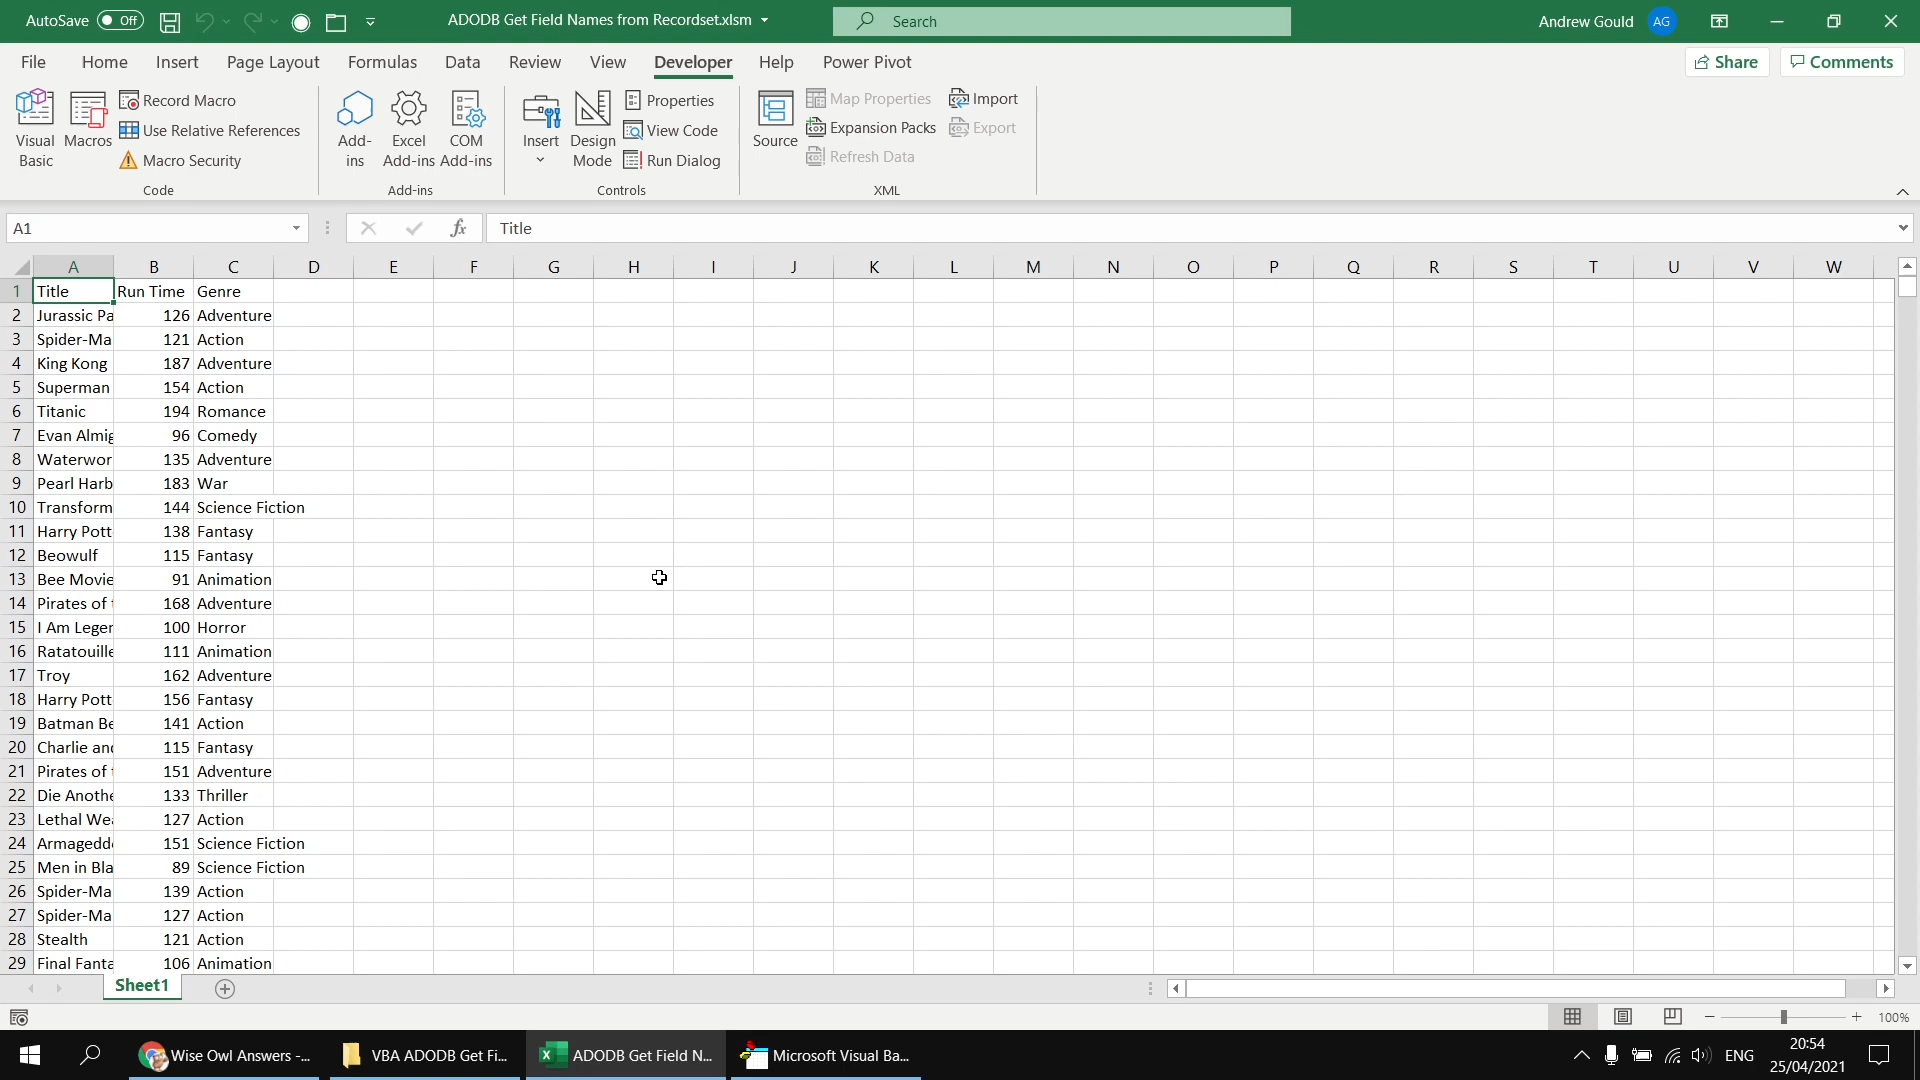 AutoSave Off ADODB Get Field Names from Recordset.xlsm Search Andrew Gould AG
File Home Insert Page Layout Formulas Data Review View Developer Help Power Pivot Share Comments
Visual Basic
Macros
Record Macro
Use Relative References
Macro Security
Code
Add-ins
Excel Add-ins
COM Add-ins
Add-ins
Insert
Design Mode
Properties
View Code
Run Dialog
Controls
Source
Map Properties
Expansion Packs
Refresh Data
Import
Export
XML
A1 fx Title
A B C D E F G H I J K L M N O P Q R S T U V W
1 Title Run Time Genre
2 Jurassic Pa 126 Adventure
3 Spider-Ma 121 Action
4 King Kong 187 Adventure
5 Superman 154 Action
6 Titanic 194 Romance
7 Evan Almig 96 Comedy
8 Waterwor 135 Adventure
9 Pearl Harb 183 War
10 Transform 144 Science Fiction
11 Harry Pott 138 Fantasy
12 Beowulf 115 Fantasy
13 Bee Movie 91 Animation
14 Pirates of t 168 Adventure
15 I Am Leger 100 Horror
16 Ratatouille 111 Animation
17 Troy 162 Adventure
18 Harry Pott 156 Fantasy
19 Batman Be 141 Action
20 Charlie and 115 Fantasy
21 Pirates of t 151 Adventure
22 Die Anothe 133 Thriller
23 Lethal Wea 127 Action
24 Armagedde 151 Science Fiction
25 Men in Bla 89 Science Fiction
26 Spider-Ma 139 Action
27 Spider-Ma 127 Action
28 Stealth 121 Action
29 Final Fanta 106 Animation
Sheet1
100%
Wise Owl Answers -... VBA ADODB Get Fi... ADODB Get Field N... Microsoft Visual Ba... ENG 20:54
25/04/2021